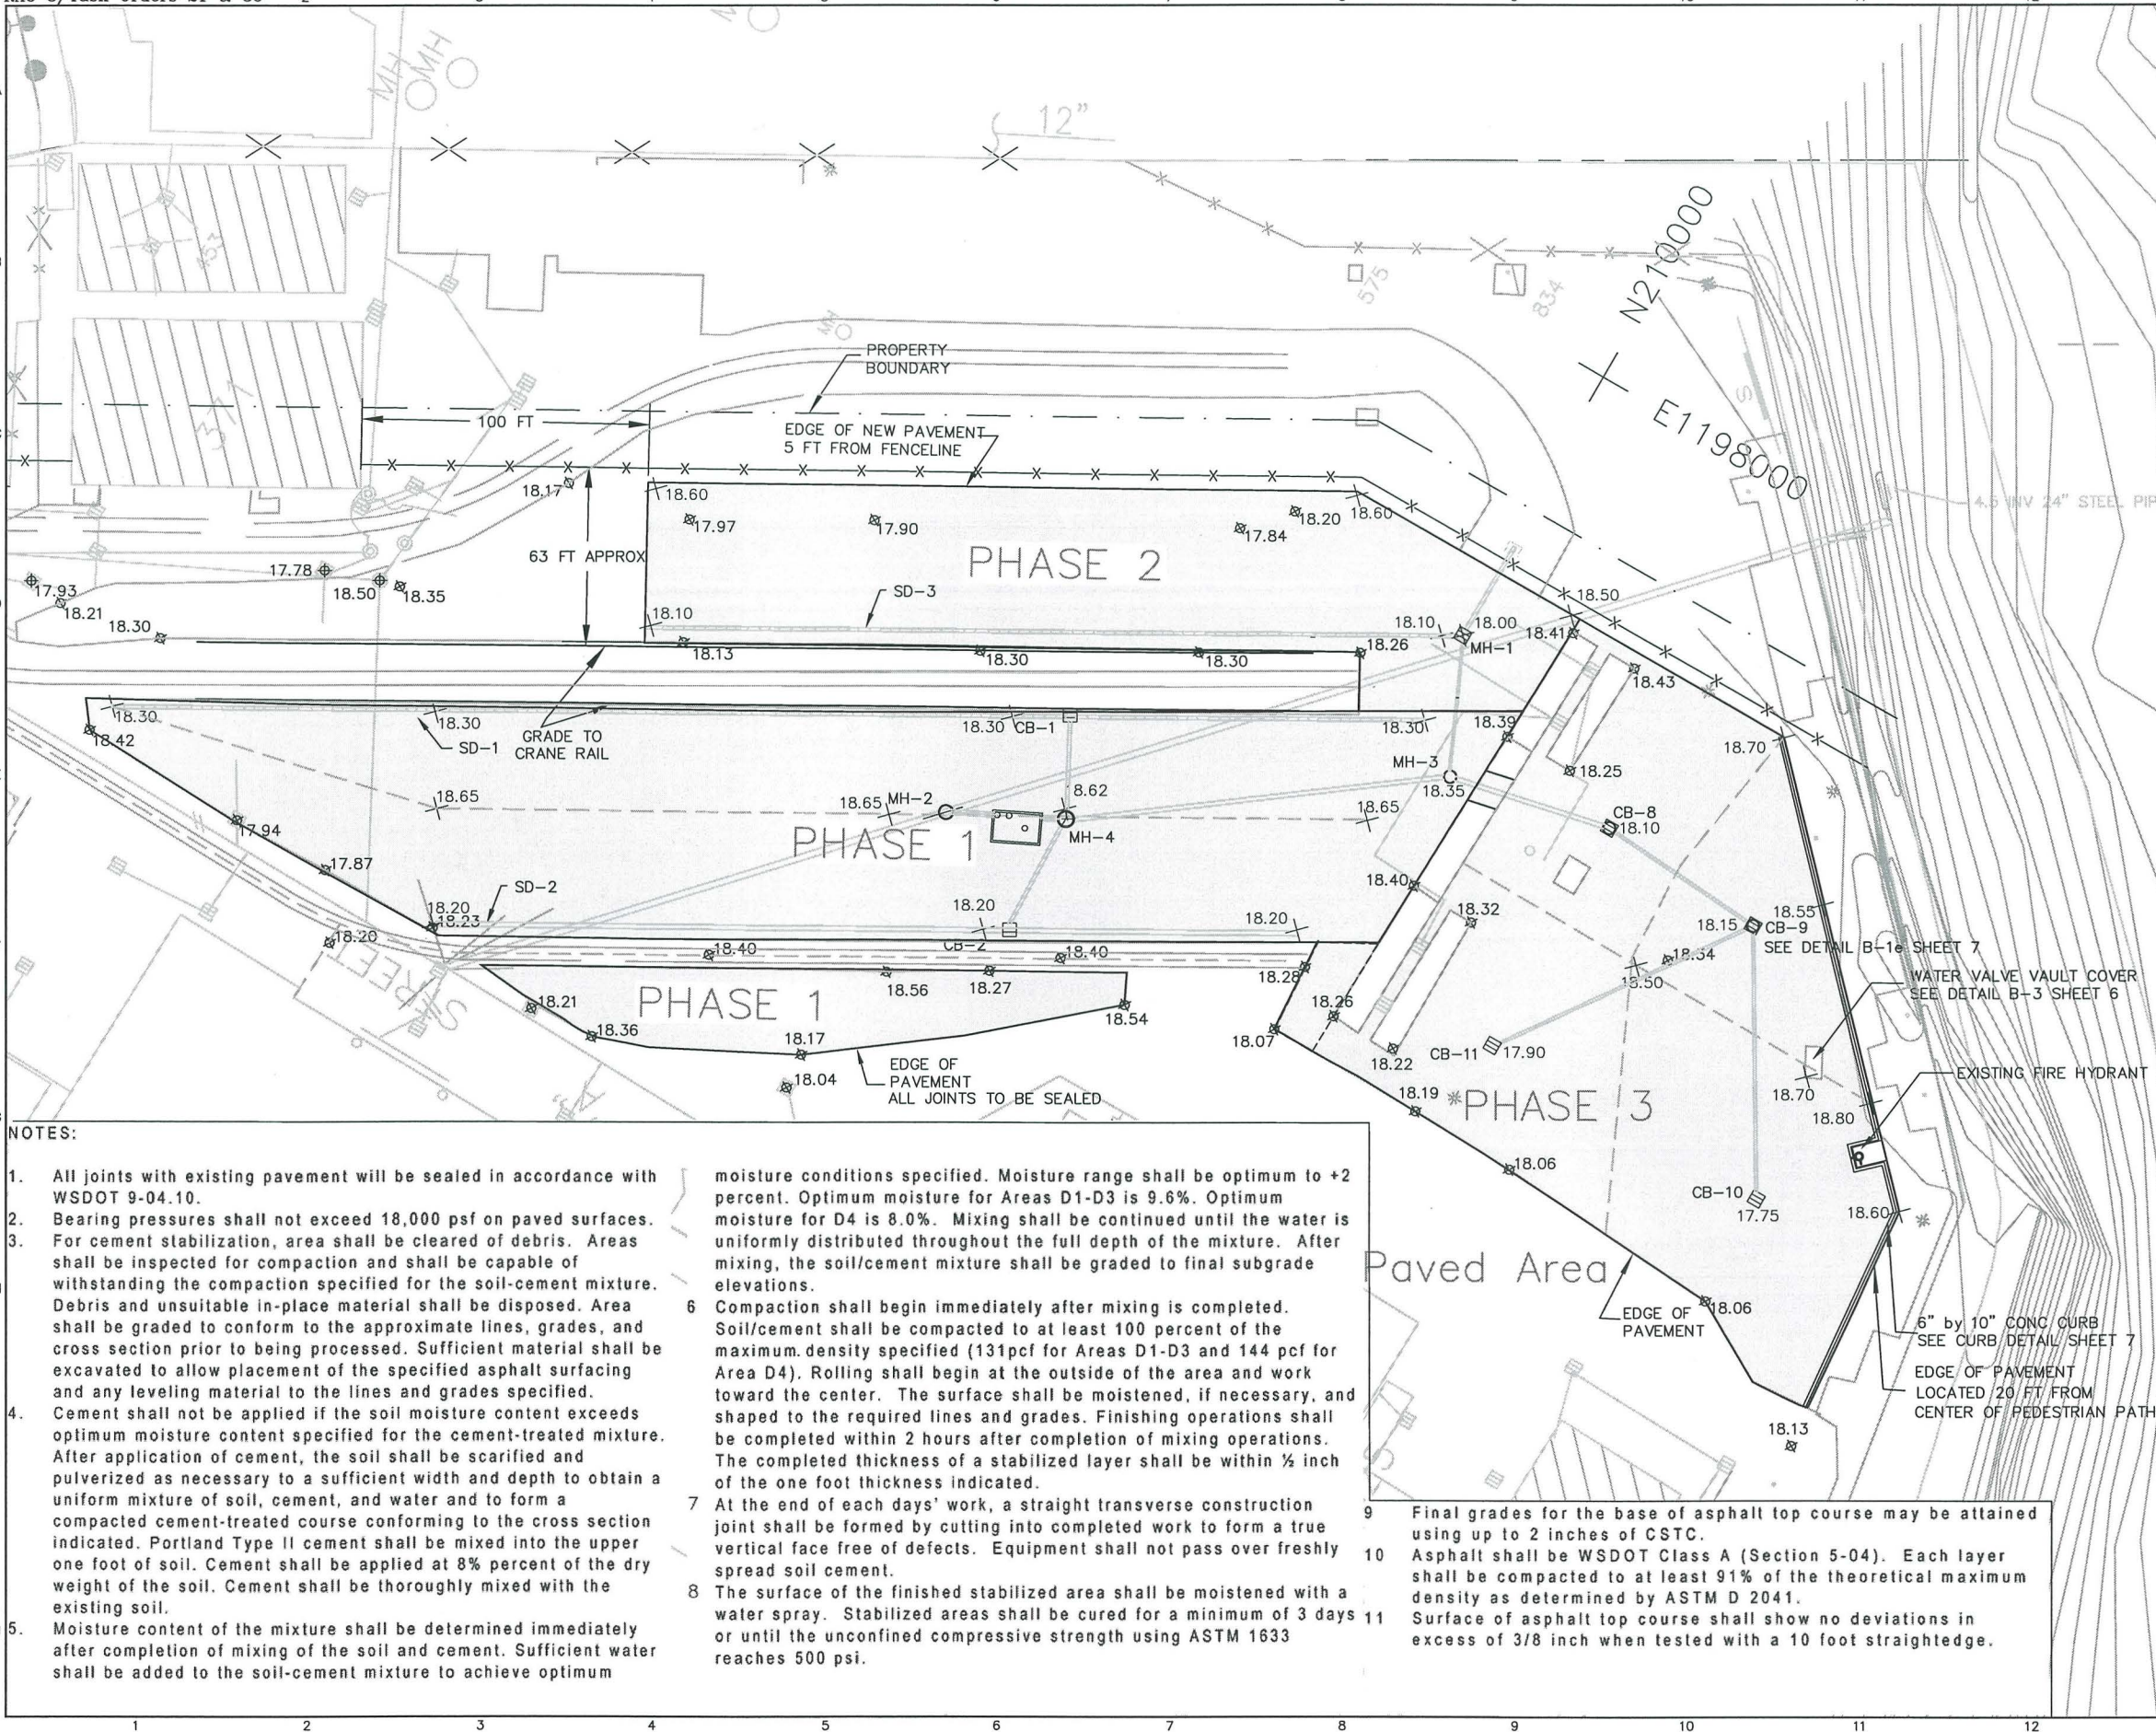 12"
MH
MH
453
N210000
575
834
MH
PROPERTY
BOUNDARY
E1198000
S
377
100 FT
EDGE OF NEW PAVEMENT
5 FT FROM FENCELINE
4.5 INV 24" STEEL PIP
18.17
18.60
18.60
17.97
17.90
18.20
17.84
PHASE 2
63 FT APPROX
17.78
17.93
18.50
18.35
18.21
SD-3
18.50
18.30
18.10
18.10
18.00
18.41
MH-1
18.13
18.30
18.30
18.26
18.43
18.30
18.42
18.30
SD-1
GRADE TO
CRANE RAIL
18.30
CB-1
18.30
18.39
18.70
MH-3
18.25
18.65
18.65
MH-2
8.62
18.65
18.35
CB-8
18.10
17.94
PHASE 1
MH-4
17.87
18.40
SD-2
18.20
18.23
18.20
18.20
18.32
18.55
18.15
CB-9
SEE DETAIL B-1e SHEET 7
18.20
18.40
CB-2
18.40
18.54
18.50
WATER VALVE VAULT COVER
SEE DETAIL B-3 SHEET 6
STREET
18.21
PHASE 1
18.56
18.27
18.28
18.26
18.54
18.36
18.17
18.07
18.22
CB-11
17.90
18.04
EDGE OF
PAVEMENT
ALL JOINTS TO BE SEALED
EXISTING FIRE HYDRANT
18.70
18.80
18.19
PHASE 3
18.06
CB-10
17.75
18.60
Paved Area
EDGE OF
PAVEMENT
18.06
6" by 10" CONC CURB
SEE CURB DETAIL SHEET 7
EDGE OF PAVEMENT
LOCATED 20 FT FROM
CENTER OF PEDESTRIAN PATH
18.13
NOTES:
1. All joints with existing pavement will be sealed in accordance with
WSDOT 9-04.10.
2. Bearing pressures shall not exceed 18,000 psf on paved surfaces.
3. For cement stabilization, area shall be cleared of debris. Areas
shall be inspected for compaction and shall be capable of
withstanding the compaction specified for the soil-cement mixture.
Debris and unsuitable in-place material shall be disposed. Area
shall be graded to conform to the approximate lines, grades, and
cross section prior to being processed. Sufficient material shall be
excavated to allow placement of the specified asphalt surfacing
and any leveling material to the lines and grades specified.
4. Cement shall not be applied if the soil moisture content exceeds
optimum moisture content specified for the cement-treated mixture.
After application of cement, the soil shall be scarified and
pulverized as necessary to a sufficient width and depth to obtain a
uniform mixture of soil, cement, and water and to form a
compacted cement-treated course conforming to the cross section
indicated. Portland Type II cement shall be mixed into the upper
one foot of soil. Cement shall be applied at 8% percent of the dry
weight of the soil. Cement shall be thoroughly mixed with the
existing soil.
5. Moisture content of the mixture shall be determined immediately
after completion of mixing of the soil and cement. Sufficient water
shall be added to the soil-cement mixture to achieve optimum
moisture conditions specified. Moisture range shall be optimum to +2
percent. Optimum moisture for Areas D1-D3 is 9.6%. Optimum
moisture for D4 is 8.0%. Mixing shall be continued until the water is
uniformly distributed throughout the full depth of the mixture. After
mixing, the soil/cement mixture shall be graded to final subgrade
elevations.
6 Compaction shall begin immediately after mixing is completed.
Soil/cement shall be compacted to at least 100 percent of the
maximum. density specified (131pcf for Areas D1-D3 and 144 pcf for
Area D4). Rolling shall begin at the outside of the area and work
toward the center. The surface shall be moistened, if necessary, and
shaped to the required lines and grades. Finishing operations shall
be completed within 2 hours after completion of mixing operations.
The completed thickness of a stabilized layer shall be within ½ inch
of the one foot thickness indicated.
7 At the end of each days' work, a straight transverse construction
joint shall be formed by cutting into completed work to form a true
vertical face free of defects. Equipment shall not pass over freshly
spread soil cement.
8 The surface of the finished stabilized area shall be moistened with a
water spray. Stabilized areas shall be cured for a minimum of 3 days
or until the unconfined compressive strength using ASTM 1633
reaches 500 psi.
9 Final grades for the base of asphalt top course may be attained
using up to 2 inches of CSTC.
10 Asphalt shall be WSDOT Class A (Section 5-04). Each layer
shall be compacted to at least 91% of the theoretical maximum
density as determined by ASTM D 2041.
11 Surface of asphalt top course shall show no deviations in
excess of 3/8 inch when tested with a 10 foot straightedge.
1 2 3 4 5 6 7 8 9 10 11 12